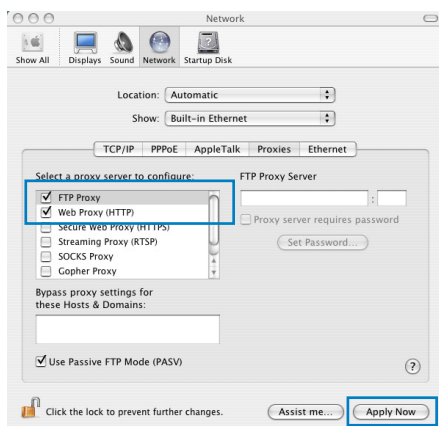 Network
Show All Displays Sound Network Startup Disk
Location: Automatic
Show: Built-in Ethernet
TCP/IP PPPoE AppleTalk Proxies Ethernet
Select a proxy server to configure: FTP Proxy Server
FTP Proxy
Web Proxy (HTTP) :
Secure Web Proxy (HTTPS) Proxy server requires password
Streaming Proxy (RTSP) Set Password...
SOCKS Proxy
Gopher Proxy
Bypass proxy settings for
these Hosts & Domains:
Use Passive FTP Mode (PASV) ?
Click the lock to prevent further changes. Assist me... Apply Now